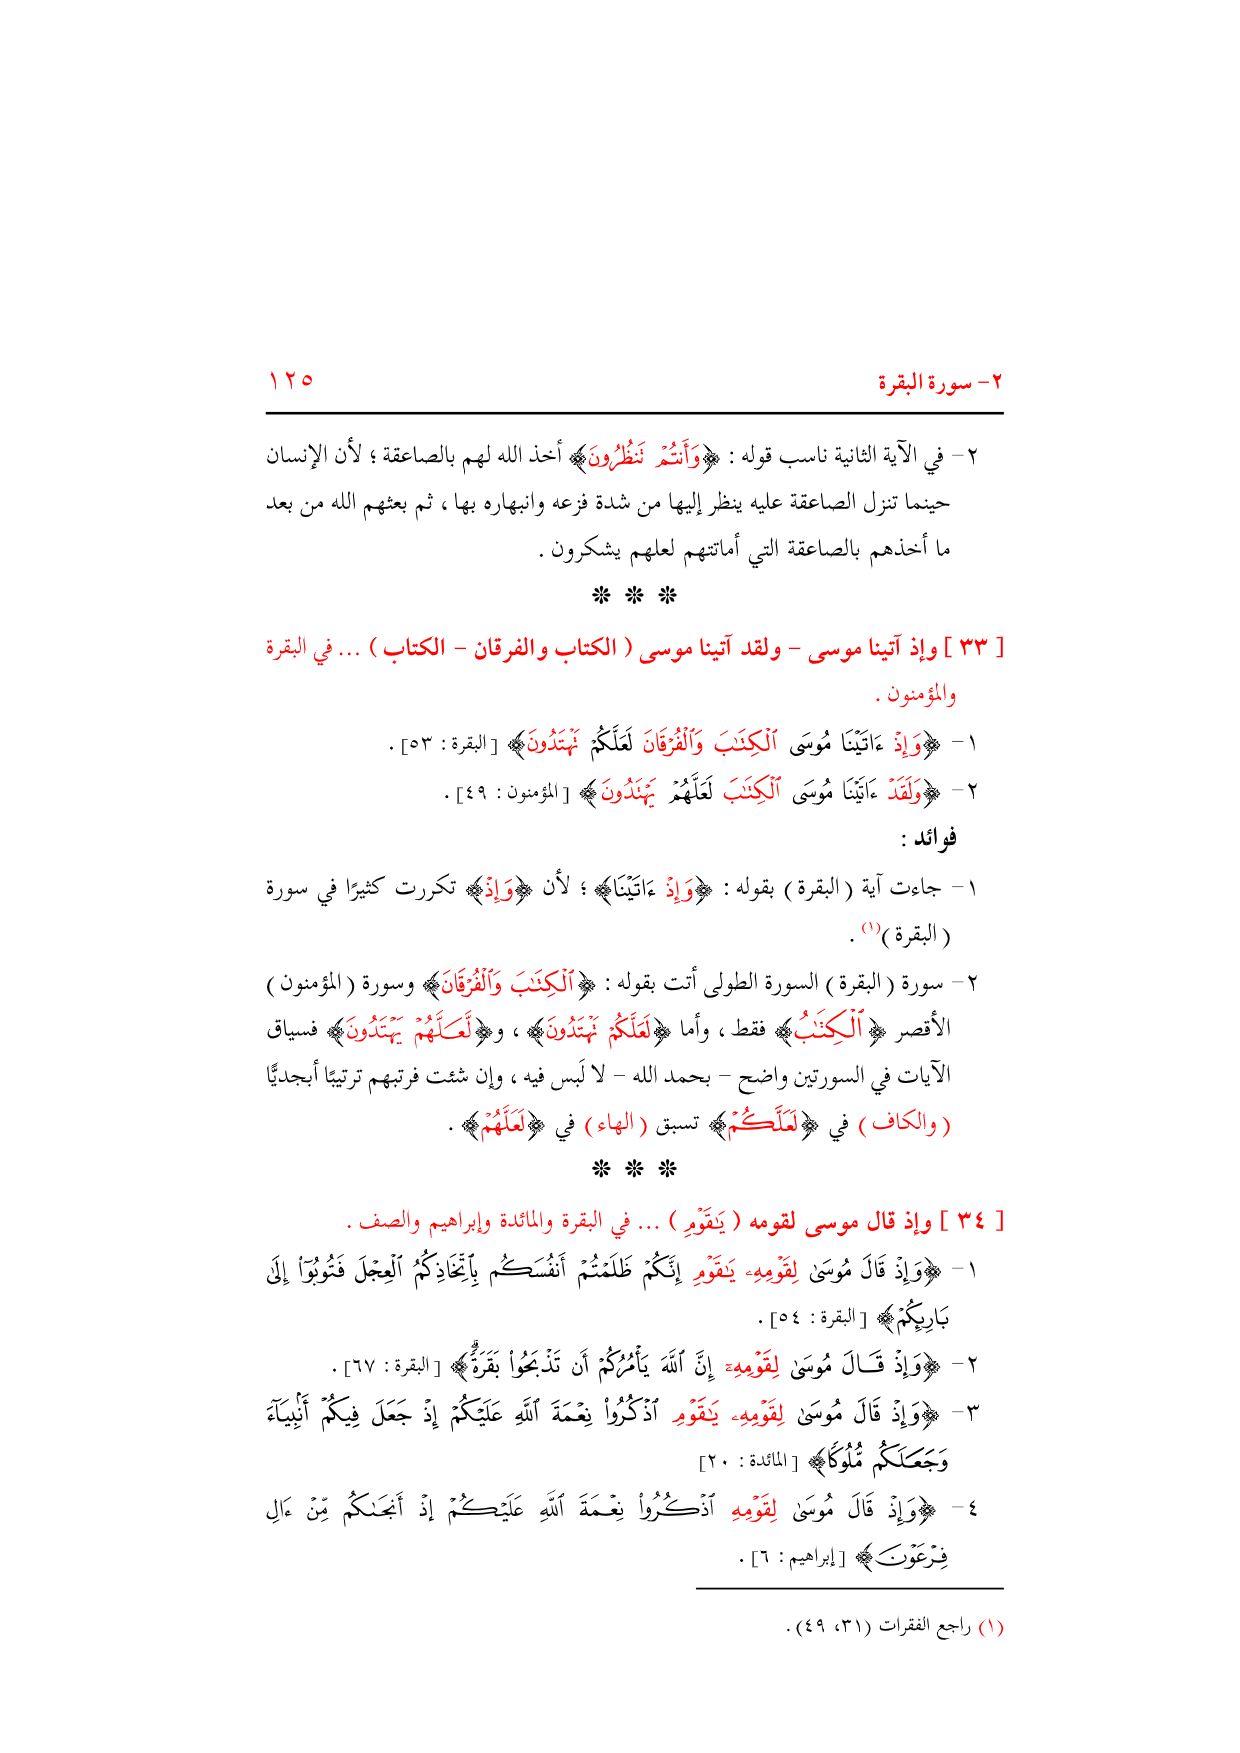 ٢- سورة البقرة ١٢٥
٢- في الآية الثانية ناسب قوله : ﴿وَأَنتُمۡ تَنظُرُونَ﴾ أخذ الله لهم بالصاعقة ؛ لأن الإنسان
حينما تنزل الصاعقة عليه ينظر إليها من شدة فزعه وانبهاره بها ، ثم بعثهم الله من بعد
ما أخذهم بالصاعقة التي أماتتهم لعلهم يشكرون .
❊ ❊ ❊
[ ٣٣ ] وإذ آتينا موسى – ولقد آتينا موسى ( الكتاب والفرقان – الكتاب ) ... في البقرة
والمؤمنون .
١- ﴿وَإِذۡ ءَاتَيۡنَا مُوسَى ٱلۡكِتَٰبَ وَٱلۡفُرۡقَانَ لَعَلَّكُمۡ تَهۡتَدُونَ﴾ [البقرة : ٥٣] .
٢- ﴿وَلَقَدۡ ءَاتَيۡنَا مُوسَى ٱلۡكِتَٰبَ لَعَلَّهُمۡ يَهۡتَدُونَ﴾ [المؤمنون : ٤٩] .
فوائد :
١- جاءت آية ( البقرة ) بقوله : ﴿وَإِذۡ ءَاتَيۡنَا﴾ ؛ لأن ﴿وَإِذۡ﴾ تكررت كثيرًا في سورة
( البقرة )(١) .
٢- سورة ( البقرة ) السورة الطولى أتت بقوله : ﴿ٱلۡكِتَٰبَ وَٱلۡفُرۡقَانَ﴾ وسورة ( المؤمنون )
الأقصر ﴿ٱلۡكِتَٰبُ﴾ فقط ، وأما ﴿لَعَلَّكُمۡ تَهۡتَدُونَ﴾ ، و﴿لَّعَلَّهُمۡ يَهۡتَدُونَ﴾ فسياق
الآيات في السورتين واضح – بحمد الله – لا لَبس فيه ، وإن شئت فرتبهم ترتيبًا أبجديًّا
( والكاف ) في ﴿لَعَلَّكُمۡ﴾ تسبق ( الهاء ) في ﴿لَعَلَّهُمۡ﴾ .
❊ ❊ ❊
[ ٣٤ ] وإذ قال موسى لقومه ( يَٰقَوۡمِ ) ... في البقرة والمائدة وإبراهيم والصف .
١- ﴿وَإِذۡ قَالَ مُوسَىٰ لِقَوۡمِهِۦ يَٰقَوۡمِ إِنَّكُمۡ ظَلَمۡتُمۡ أَنفُسَكُم بِٱتِّخَاذِكُمُ ٱلۡعِجۡلَ فَتُوبُوٓاْ إِلَىٰ
بَارِئِكُمۡ﴾ [البقرة : ٥٤] .
٢- ﴿وَإِذۡ قَالَ مُوسَىٰ لِقَوۡمِهِۦٓ إِنَّ ٱللَّهَ يَأۡمُرُكُمۡ أَن تَذۡبَحُواْ بَقَرَةٗۖ﴾ [البقرة : ٦٧] .
٣- ﴿وَإِذۡ قَالَ مُوسَىٰ لِقَوۡمِهِۦ يَٰقَوۡمِ ٱذۡكُرُواْ نِعۡمَةَ ٱللَّهِ عَلَيۡكُمۡ إِذۡ جَعَلَ فِيكُمۡ أَنۢبِيَآءَ
وَجَعَلَكُم مُّلُوكٗا﴾ [المائدة : ٢٠]
٤- ﴿وَإِذۡ قَالَ مُوسَىٰ لِقَوۡمِهِ ٱذۡكُرُواْ نِعۡمَةَ ٱللَّهِ عَلَيۡكُمۡ إِذۡ أَنجَىٰكُم مِّنۡ ءَالِ
فِرۡعَوۡنَ﴾ [إبراهيم : ٦] .
(١) راجع الفقرات (٣١، ٤٩) .